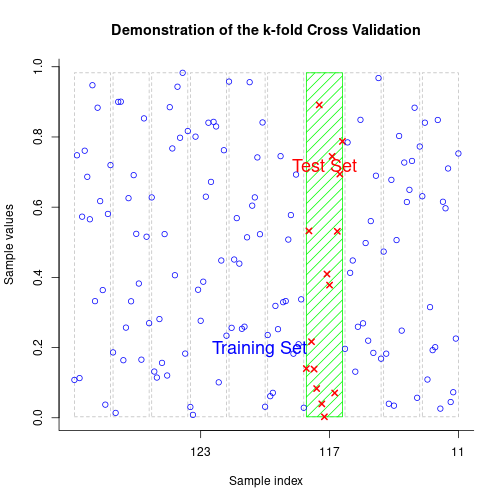 Demonstration of the k-fold Cross Validation
Sample values
1.0
0.8
0.6
0.4
0.2
0.0
Test Set
Training Set
123
117
11
Sample index